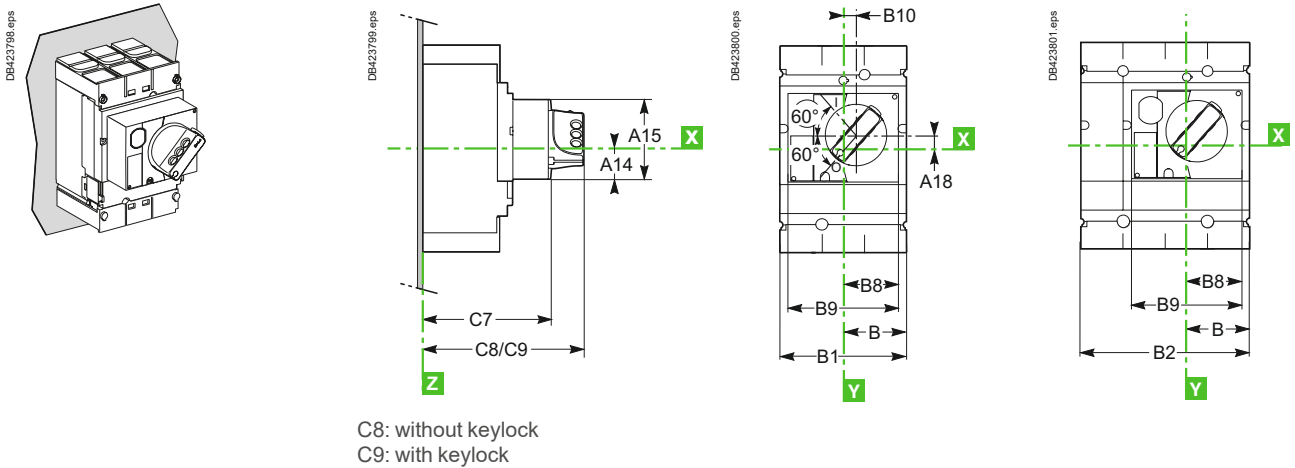 DB423798.eps
DB423799.eps
X
A15
A14
C7
C8/C9
Z
C8: without keylock
C9: with keylock
DB423800.eps
B10
I
60°
60°
O
X
A18
B8
B9
B
B1
Y
DB423801.eps
X
B8
B9
B
B2
Y